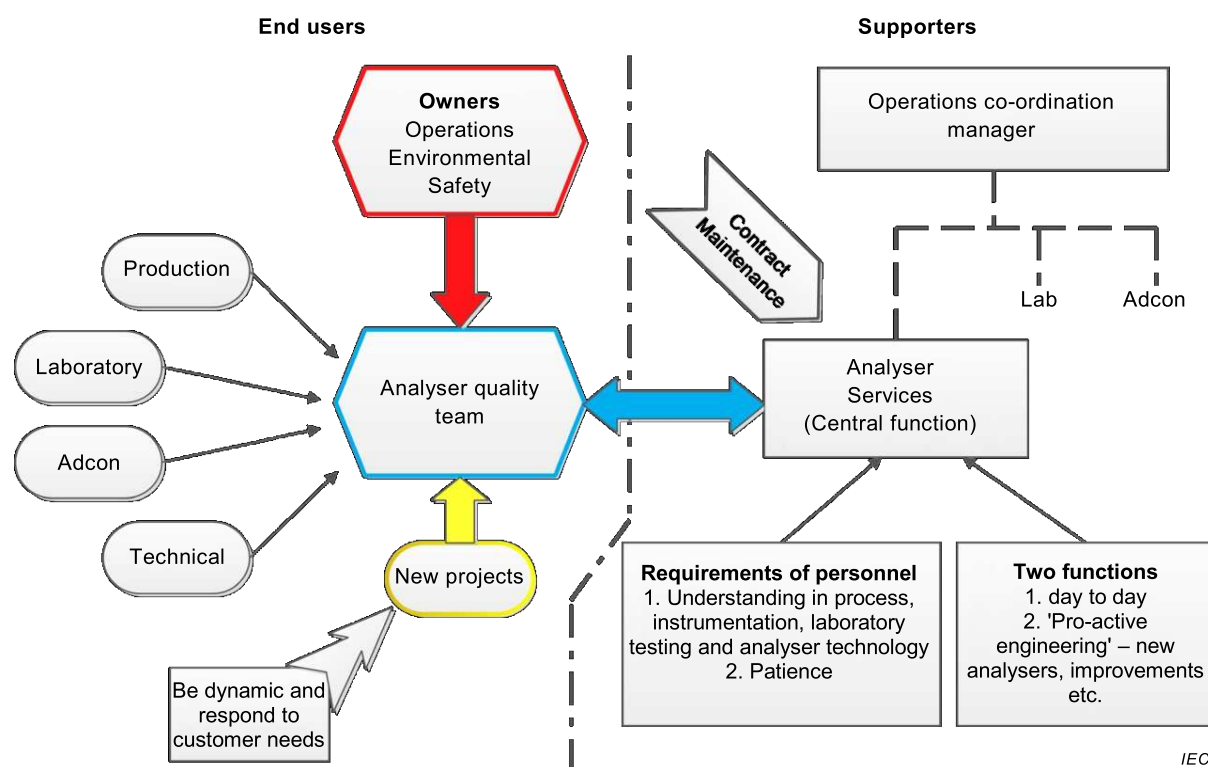 End users
Supporters
Owners
Operations
Environmental
Safety
Operations co-ordination
manager
Contract
Maintenance
Production
Lab
Adcon
Laboratory
Analyser quality
team
Analyser
Services
(Central function)
Adcon
Technical
New projects
Requirements of personnel
1. Understanding in process,
instrumentation, laboratory
testing and analyser technology
2. Patience
Two functions
1. day to day
2. 'Pro-active
engineering' – new
analysers, improvements
etc.
Be dynamic and
respond to
customer needs
IEC